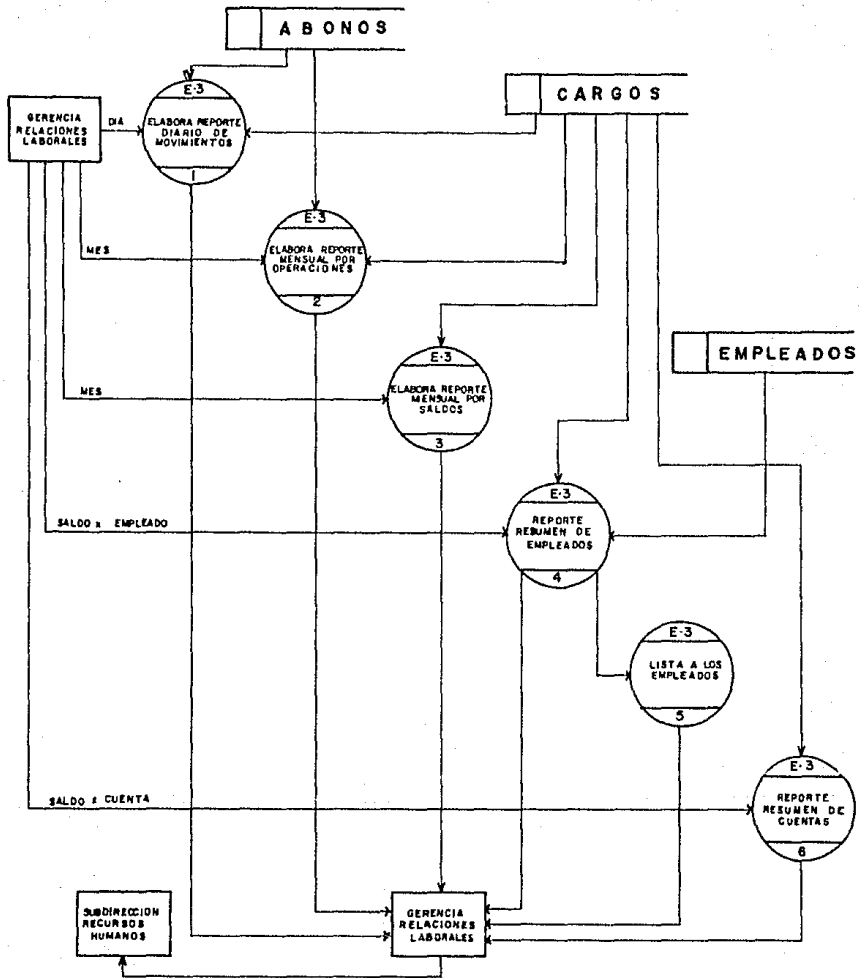 ABONOS
CARGOS
E-3
ELABORA REPORTE
DIARIO DE
MOVIMIENTOS
1
GERENCIA
RELACIONES
LABORALES
DIA
E-3
ELABORA REPORTE
MENSUAL POR
OPERACIONES
2
MES
EMPLEADOS
E-3
ELABORA REPORTE
MENSUAL POR
SALDOS
3
MES
E-3
REPORTE
RESUMEN DE
EMPLEADOS
4
SALDO x EMPLEADO
E-3
LISTA A LOS
EMPLEADOS
5
E-3
REPORTE
RESUMEN DE
CUENTAS
6
SALDO x CUENTA
SUBDIRECCION
RECURSOS
HUMANOS
GERENCIA
RELACIONES
LABORALES